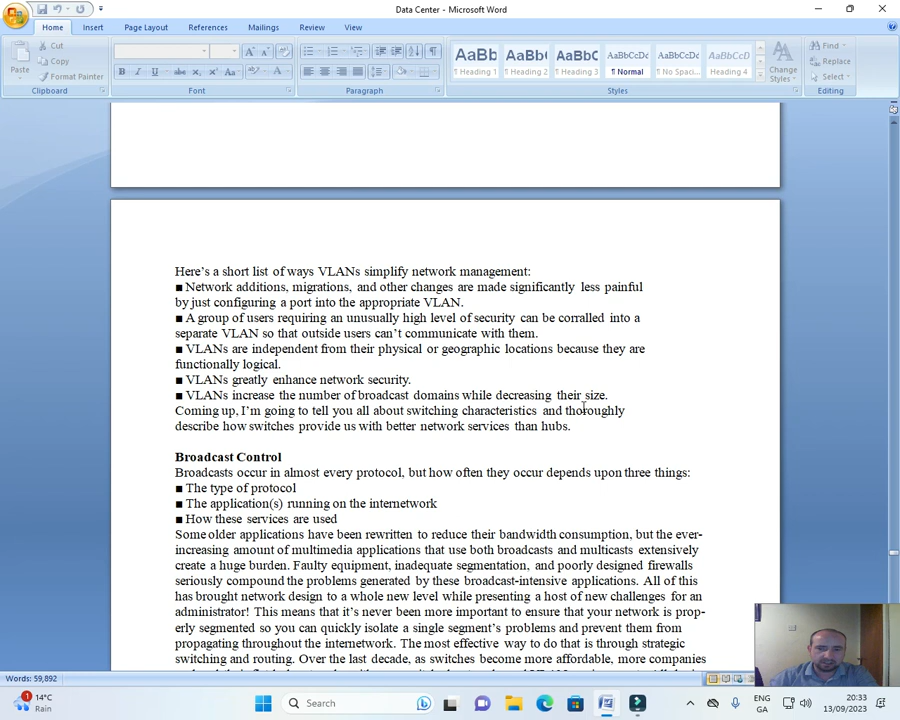 Data Center - Microsoft Word
Home Insert Page Layout References Mailings Review View
Paste
Cut
Copy
Format Painter
Clipboard
Font
Paragraph
AaBb AaBb( AaBbC AaBbCcDc AaBbCcDc AaBbCcD
¶ Heading 1 ¶ Heading 2 ¶ Heading 3 ¶ Normal ¶ No Spaci... Heading 4
Change
Styles
Styles
Find
Replace
Select
Editing
Here's a short list of ways VLANs simplify network management:
■ Network additions, migrations, and other changes are made significantly less painful
by just configuring a port into the appropriate VLAN.
■ A group of users requiring an unusually high level of security can be corralled into a
separate VLAN so that outside users can't communicate with them.
■ VLANs are independent from their physical or geographic locations because they are
functionally logical.
■ VLANs greatly enhance network security.
■ VLANs increase the number of broadcast domains while decreasing their size.
Coming up, I'm going to tell you all about switching characteristics and thoroughly
describe how switches provide us with better network services than hubs.
Broadcast Control
Broadcasts occur in almost every protocol, but how often they occur depends upon three things:
■ The type of protocol
■ The application(s) running on the internetwork
■ How these services are used
Some older applications have been rewritten to reduce their bandwidth consumption, but the ever-
increasing amount of multimedia applications that use both broadcasts and multicasts extensively
create a huge burden. Faulty equipment, inadequate segmentation, and poorly designed firewalls
seriously compound the problems generated by these broadcast-intensive applications. All of this
has brought network design to a whole new level while presenting a host of new challenges for an
administrator! This means that it's never been more important to ensure that your network is prop-
erly segmented so you can quickly isolate a single segment's problems and prevent them from
propagating throughout the internetwork. The most effective way to do that is through strategic
switching and routing. Over the last decade, as switches become more affordable, more companies
Words: 59,892
1
14°C
Rain
Search
ENG
GA
20:33
13/09/2023